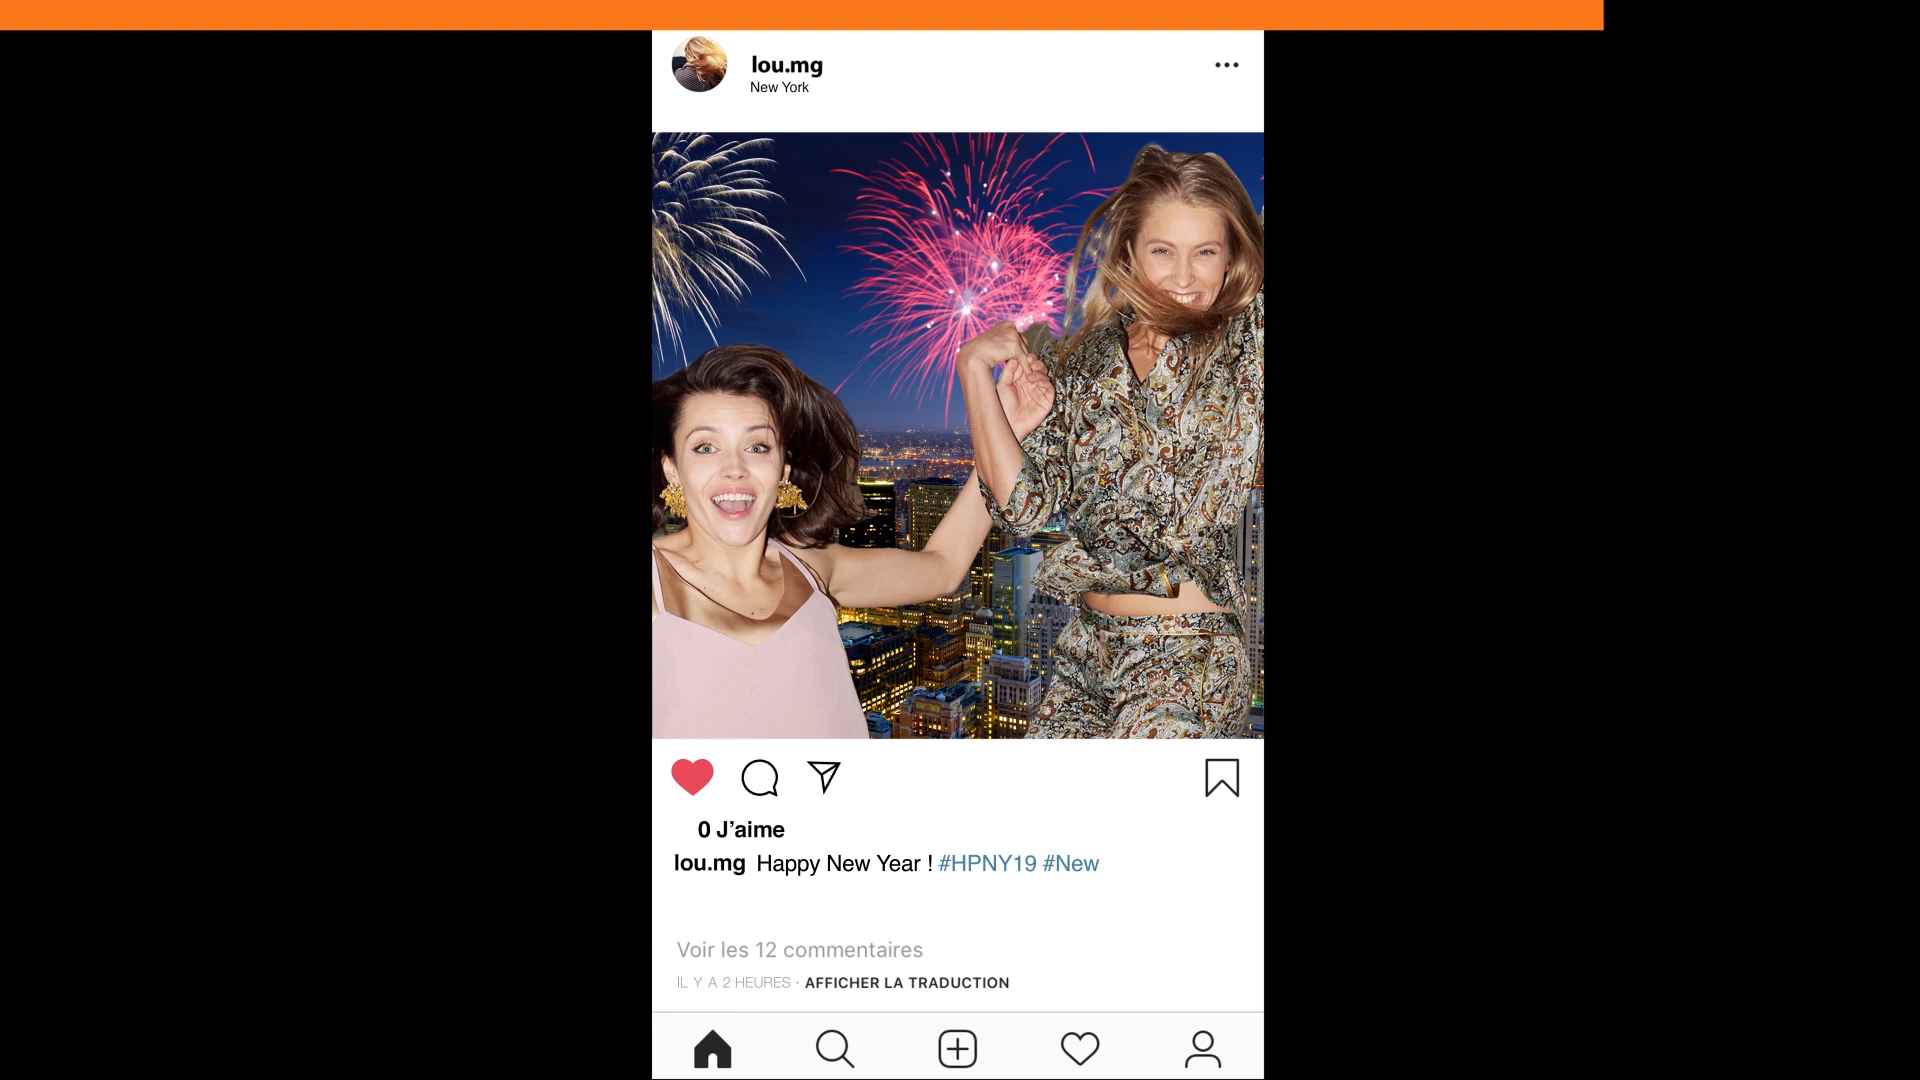 lou.mg
New York
0 J’aime
lou.mg Happy New Year ! #HPNY19 #New
Voir les 12 commentaires
IL Y A 2 HEURES · AFFICHER LA TRADUCTION